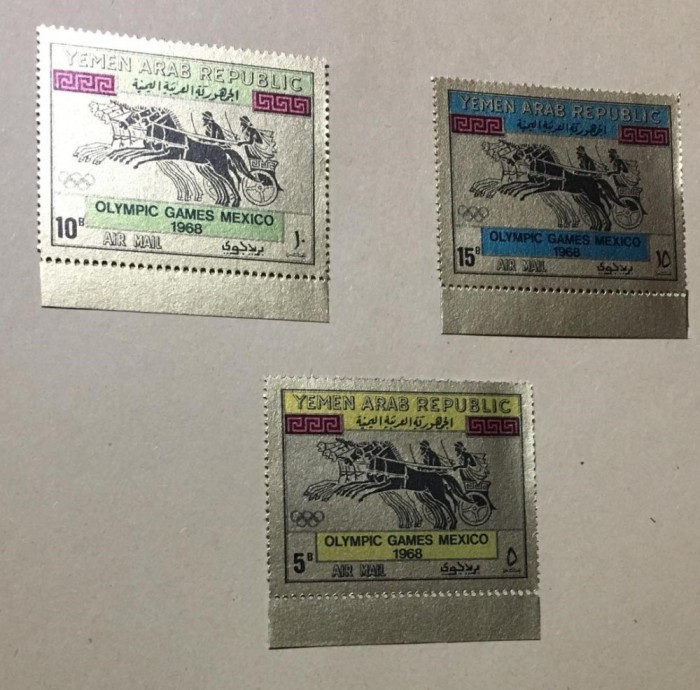 YEMEN ARAB REPUBLIC
الجمهورية العربية اليمنية
OLYMPIC GAMES MEXICO
1968
10B
AIR MAIL
بريد جوي
١٠
YEMEN ARAB REPUBLIC
الجمهورية العربية اليمنية
OLYMPIC GAMES MEXICO
1968
15B
AIR MAIL
بريد جوي
١٥
YEMEN ARAB REPUBLIC
الجمهورية العربية اليمنية
OLYMPIC GAMES MEXICO
1968
5B
AIR MAIL
بريد جوي
٥